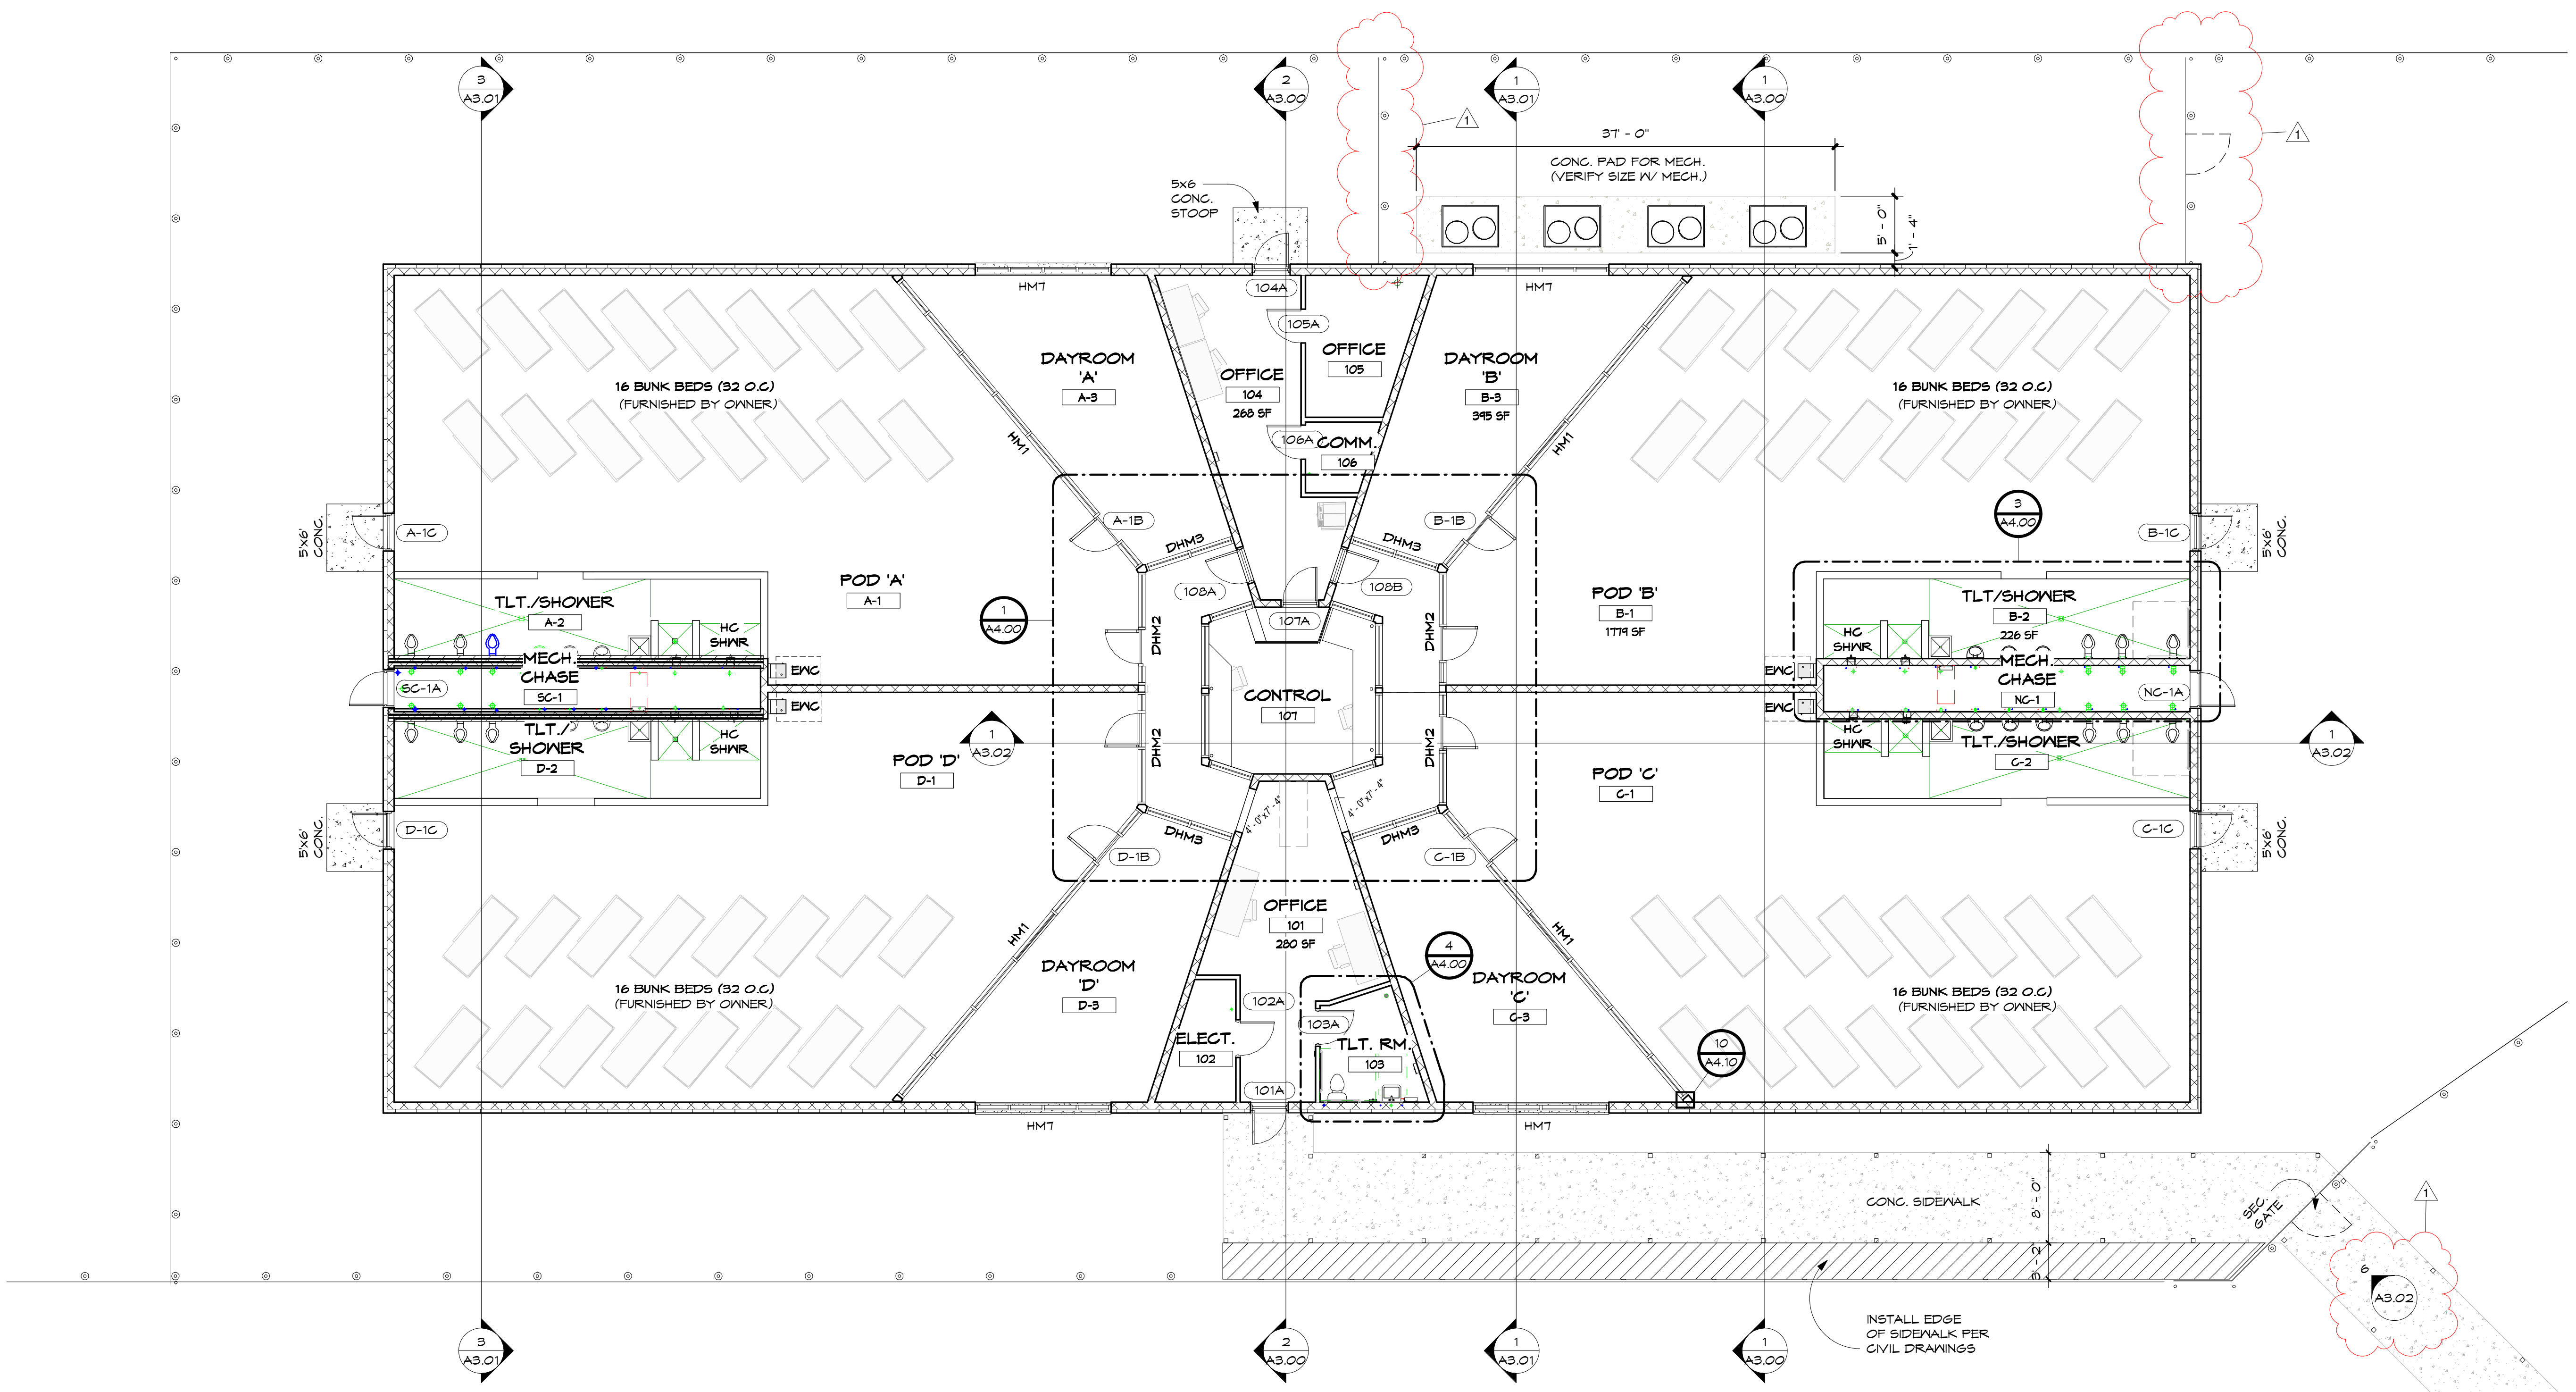 3
A3.01
2
A3.00
1
A3.01
1
A3.00
1
1
37' - 0"
CONC. PAD FOR MECH.
(VERIFY SIZE W/ MECH.)
5x6
CONC.
STOOP
5' - 0"
1' - 4"
HM7
104A
HM7
105A
OFFICE
105
DAYROOM
'A'
A-3
OFFICE
104
268 SF
DAYROOM
'B'
B-3
395 SF
16 BUNK BEDS (32 O.C)
(FURNISHED BY OWNER)
16 BUNK BEDS (32 O.C)
(FURNISHED BY OWNER)
HM1
106A
COMM.
106
HM1
5'x6'
CONC.
A-1C
A-1B
DHM3
B-1B
DHM3
3
A4.00
B-1C
5'x6'
CONC.
POD 'A'
A-1
108A
108B
POD 'B'
B-1
1779 SF
TLT./SHOWER
A-2
HC
SHWR
1
A4.00
DHM2
107A
DHM2
TLT/SHOWER
B-2
226 SF
HC
SHWR
MECH.
CHASE
SC-1
SC-1A
EWC
EWC
CONTROL
107
EWC
EWC
MECH.
CHASE
NC-1
NC-1A
TLT./
SHOWER
D-2
HC
SHWR
POD 'D'
D-1
1
A3.02
DHM2
DHM2
POD 'C'
C-1
HC
SHWR
TLT./SHOWER
C-2
1
A3.02
4' - 0"x7' - 4"
4' - 0"x7' - 4"
5'x6'
CONC.
D-1C
D-1B
DHM3
DHM3
C-1B
C-1C
5'x6'
CONC.
OFFICE
101
280 SF
HM1
HM1
4
A4.00
DAYROOM
'D'
D-3
DAYROOM
'C'
C-3
16 BUNK BEDS (32 O.C)
(FURNISHED BY OWNER)
16 BUNK BEDS (32 O.C)
(FURNISHED BY OWNER)
102A
103A
ELECT.
102
TLT. RM.
103
10
A4.10
101A
HM7
HM7
CONC. SIDEWALK
8' - 0"
SEC.
GATE
1
6
A3.02
INSTALL EDGE
OF SIDEWALK PER
CIVIL DRAWINGS
3
A3.01
2
A3.00
1
A3.01
1
A3.00